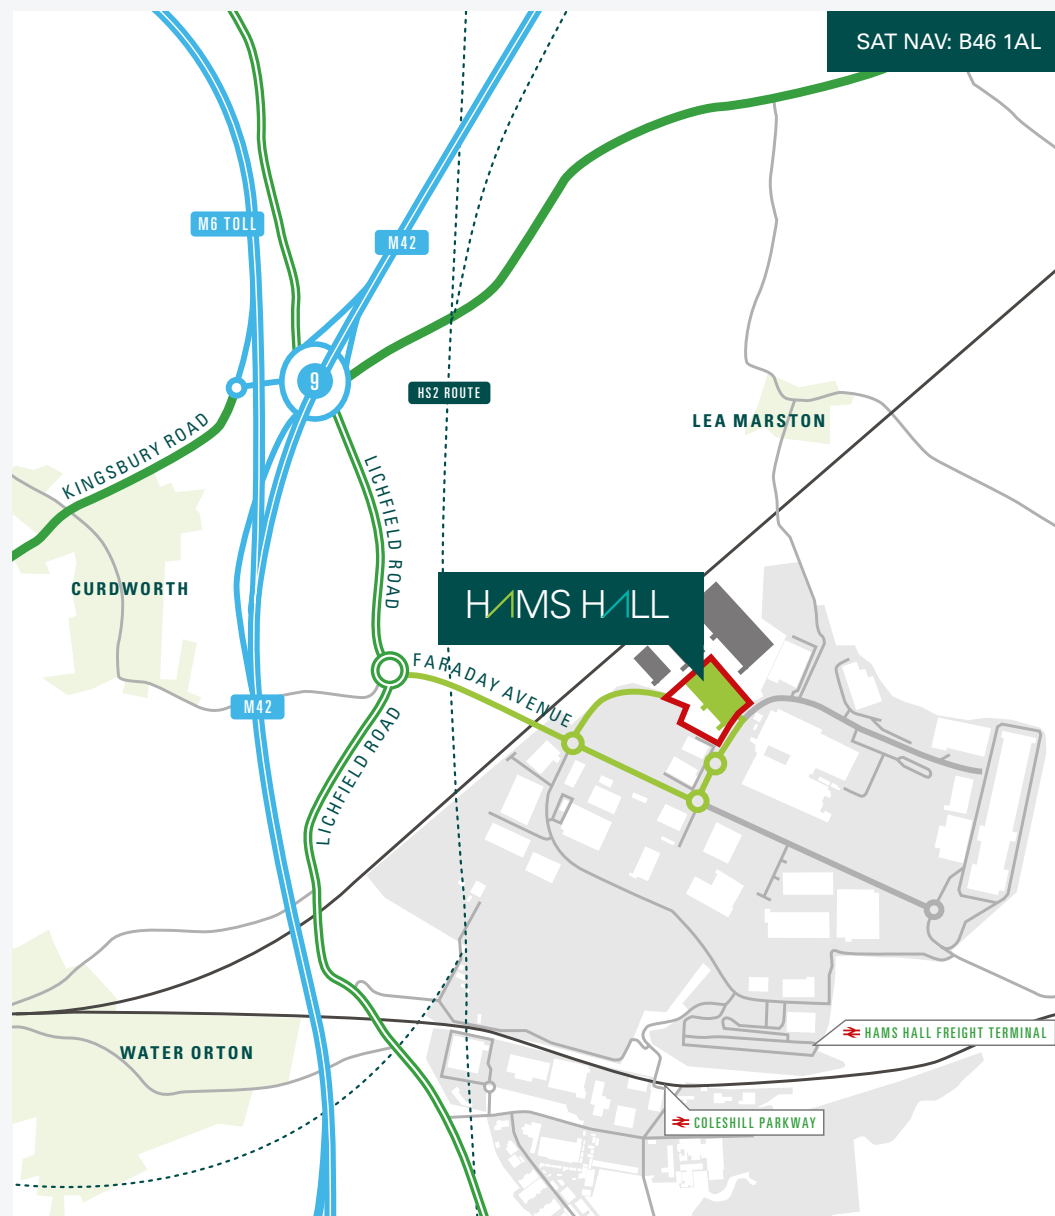 SAT NAV: B46 1AL
M6 TOLL
M42
9
HS2 ROUTE
KINGSBURY ROAD
LEA MARSTON
LICHFIELD ROAD
CURDWORTH
HAMS HALL
FARADAY AVENUE
M42
LICHFIELD ROAD
HAMS HALL FREIGHT TERMINAL
WATER ORTON
COLESHILL PARKWAY